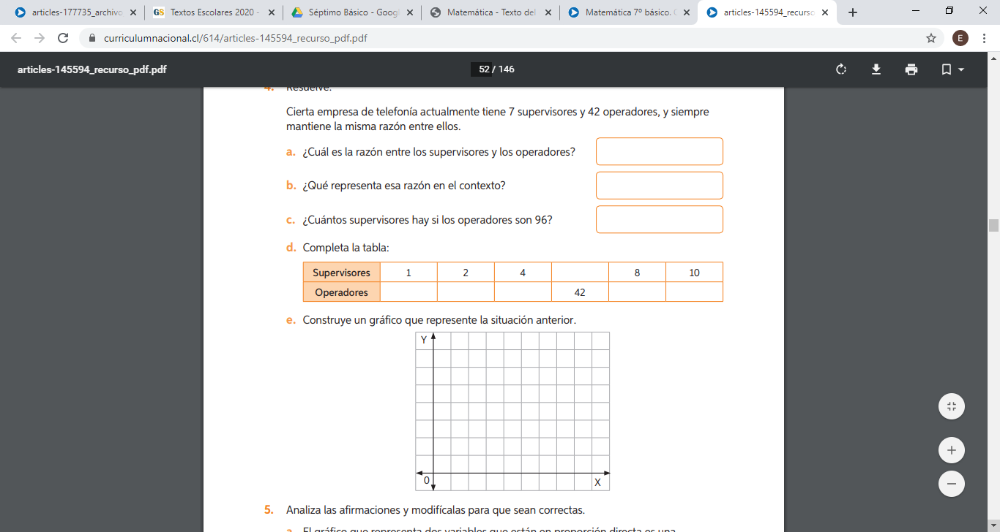 articles-177735_archivo
GS Textos Escolares 2020 -
Séptimo Básico - Googl
Matemática - Texto del
Matemática 7º básico. C
articles-145594_recurso
curriculumnacional.cl/614/articles-145594_recurso_pdf.pdf
E
articles-145594_recurso_pdf.pdf
52 / 146
4. Resuelve.
Cierta empresa de telefonía actualmente tiene 7 supervisores y 42 operadores, y siempre
mantiene la misma razón entre ellos.
a. ¿Cuál es la razón entre los supervisores y los operadores?
b. ¿Qué representa esa razón en el contexto?
c. ¿Cuántos supervisores hay si los operadores son 96?
d. Completa la tabla:
Supervisores 1 2 4 8 10
Operadores 42
e. Construye un gráfico que represente la situación anterior.
Y
0 X
5. Analiza las afirmaciones y modifícalas para que sean correctas.
a. El gráfico que representa dos variables que están en proporción directa es una